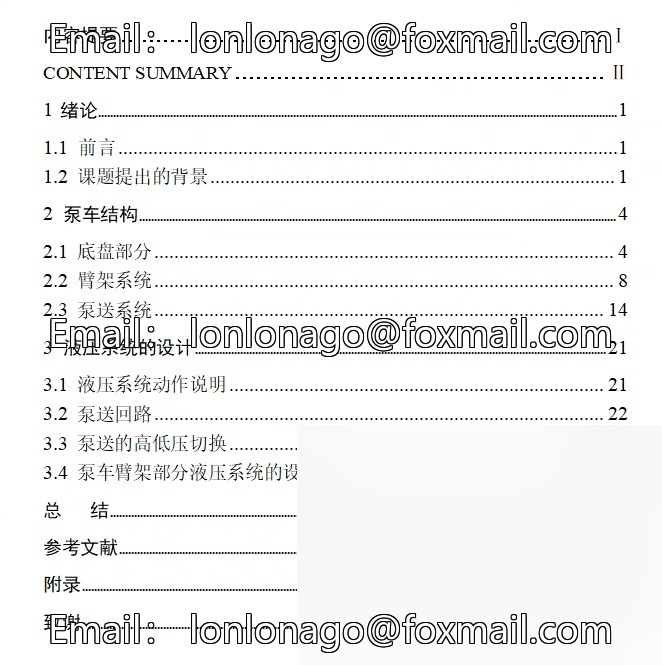 内容提要 Ⅰ
Email： lonlonago@foxmail.com
CONTENT SUMMARY Ⅱ
1 绪论 1
1.1 前言 1
1.2 课题提出的背景 1
2 泵车结构 4
2.1 底盘部分 4
2.2 臂架系统 8
2.3 泵送系统 14
Email： lonlonago@foxmail.com
3 液压系统的设计 21
3.1 液压系统动作说明 21
3.2 泵送回路 22
3.3 泵送的高低压切换
3.4 泵车臂架部分液压系统的设
总 结
参考文献
附录
致谢
Email： lonlonago@foxmail.com